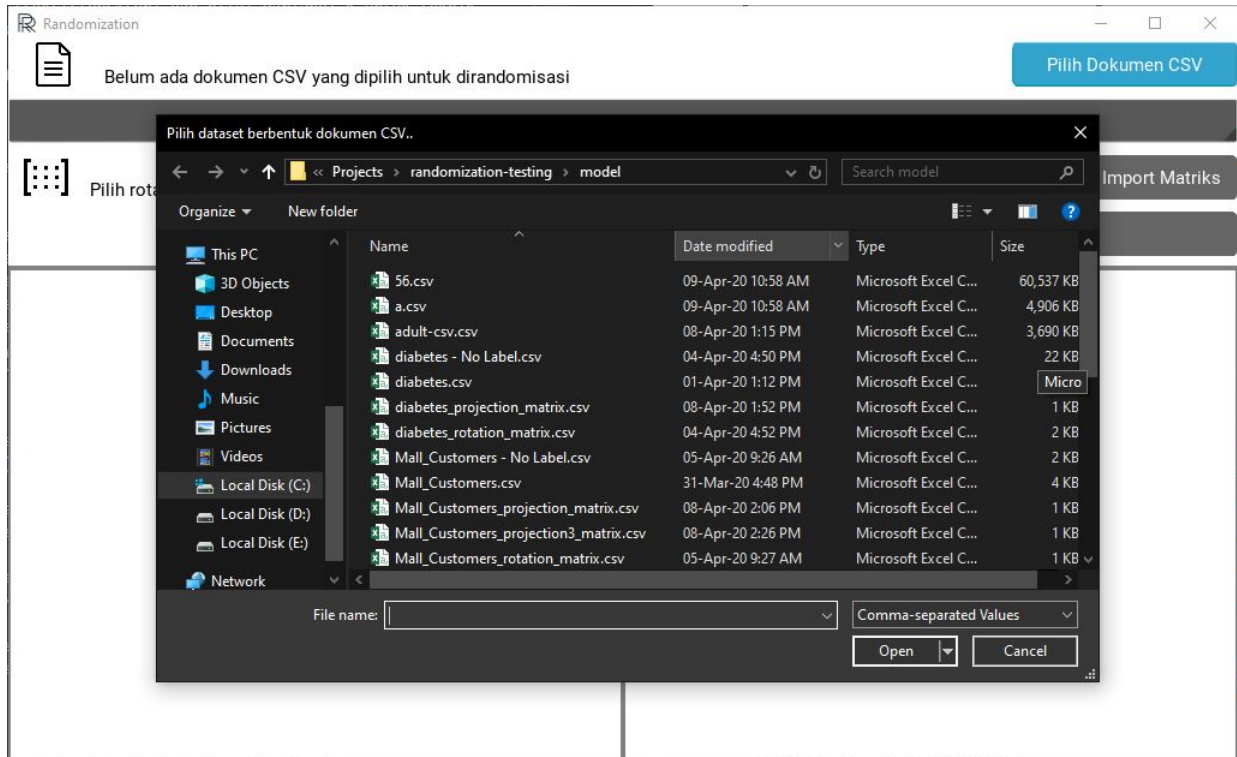 Randomization
Belum ada dokumen CSV yang dipilih untuk dirandomisasi
Pilih Dokumen CSV
Pilih dataset berbentuk dokumen CSV..
Pilih
Import Matriks
« Projects > randomization-testing > model
Search model
Organize
New folder
This PC
3D Objects
Desktop
Documents
Downloads
Music
Pictures
Videos
Local Disk (C:)
Local Disk (D:)
Local Disk (E:)
Network
Name Date modified Type Size
56.csv 09-Apr-20 10:58 AM Microsoft Excel C... 60,537 KB
a.csv 09-Apr-20 10:58 AM Microsoft Excel C... 4,906 KB
adult-csv.csv 08-Apr-20 1:15 PM Microsoft Excel C... 3,690 KB
diabetes - No Label.csv 04-Apr-20 4:50 PM Microsoft Excel C... 22 KB
diabetes.csv 01-Apr-20 1:12 PM Microsoft Excel C... Micro
diabetes_projection_matrix.csv 08-Apr-20 1:52 PM Microsoft Excel C... 1 KB
diabetes_rotation_matrix.csv 04-Apr-20 4:52 PM Microsoft Excel C... 2 KB
Mall_Customers - No Label.csv 05-Apr-20 9:26 AM Microsoft Excel C... 2 KB
Mall_Customers.csv 31-Mar-20 4:48 PM Microsoft Excel C... 4 KB
Mall_Customers_projection_matrix.csv 08-Apr-20 2:06 PM Microsoft Excel C... 1 KB
Mall_Customers_projection3_matrix.csv 08-Apr-20 2:26 PM Microsoft Excel C... 1 KB
Mall_Customers_rotation_matrix.csv 05-Apr-20 9:27 AM Microsoft Excel C... 1 KB
File name:
Comma-separated Values
Open
Cancel